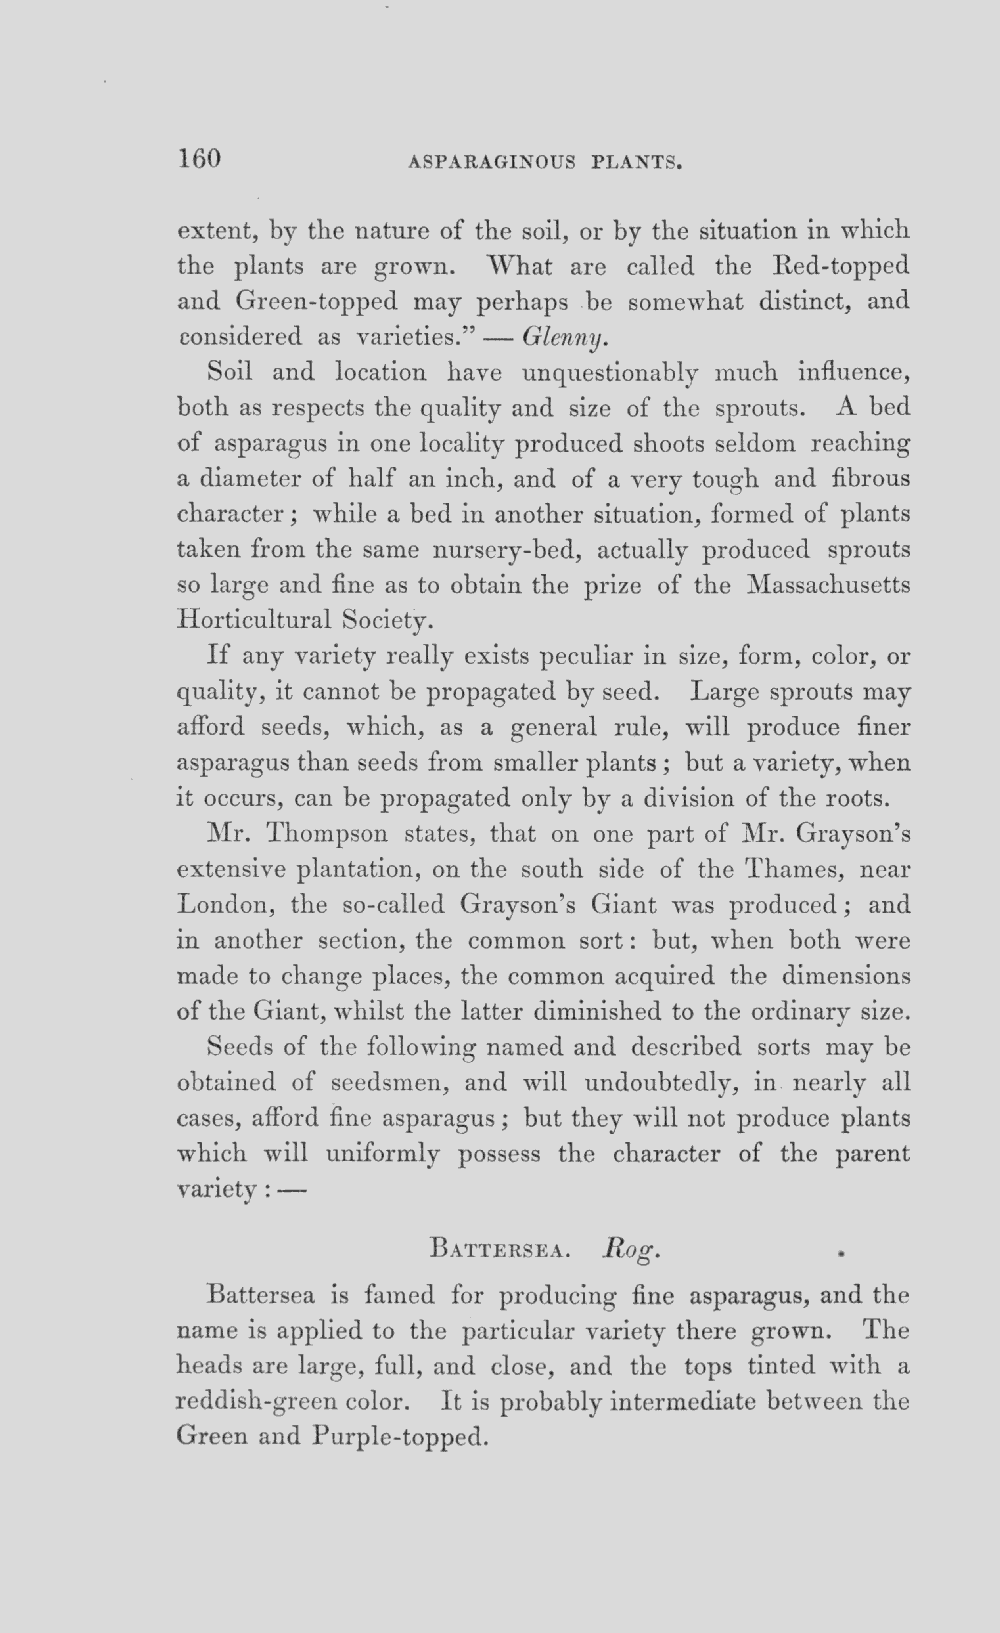 160 ASPARAGINOUS PLANTS.
extent, by the nature of the soil, or by the situation in which
the plants are grown. What are called the Red-topped
and Green-topped may perhaps be somewhat distinct, and
considered as varieties.” — Glenny.
Soil and location have unquestionably much influence,
both as respects the quality and size of the sprouts. A bed
of asparagus in one locality produced shoots seldom reaching
a diameter of half an inch, and of a very tough and fibrous
character; while a bed in another situation, formed of plants
taken from the same nursery-bed, actually produced sprouts
so large and fine as to obtain the prize of the Massachusetts
Horticultural Society.
If any variety really exists peculiar in size, form, color, or
quality, it cannot be propagated by seed. Large sprouts may
afford seeds, which, as a general rule, will produce finer
asparagus than seeds from smaller plants; but a variety, when
it occurs, can be propagated only by a division of the roots.
Mr. Thompson states, that on one part of Mr. Grayson’s
extensive plantation, on the south side of the Thames, near
London, the so-called Grayson’s Giant was produced; and
in another section, the common sort: but, when both were
made to change places, the common acquired the dimensions
of the Giant, whilst the latter diminished to the ordinary size.
Seeds of the following named and described sorts may be
obtained of seedsmen, and will undoubtedly, in nearly all
cases, afford fine asparagus; but they will not produce plants
which will uniformly possess the character of the parent
variety: —
BATTERSEA. Rog.
Battersea is famed for producing fine asparagus, and the
name is applied to the particular variety there grown. The
heads are large, full, and close, and the tops tinted with a
reddish-green color. It is probably intermediate between the
Green and Purple-topped.